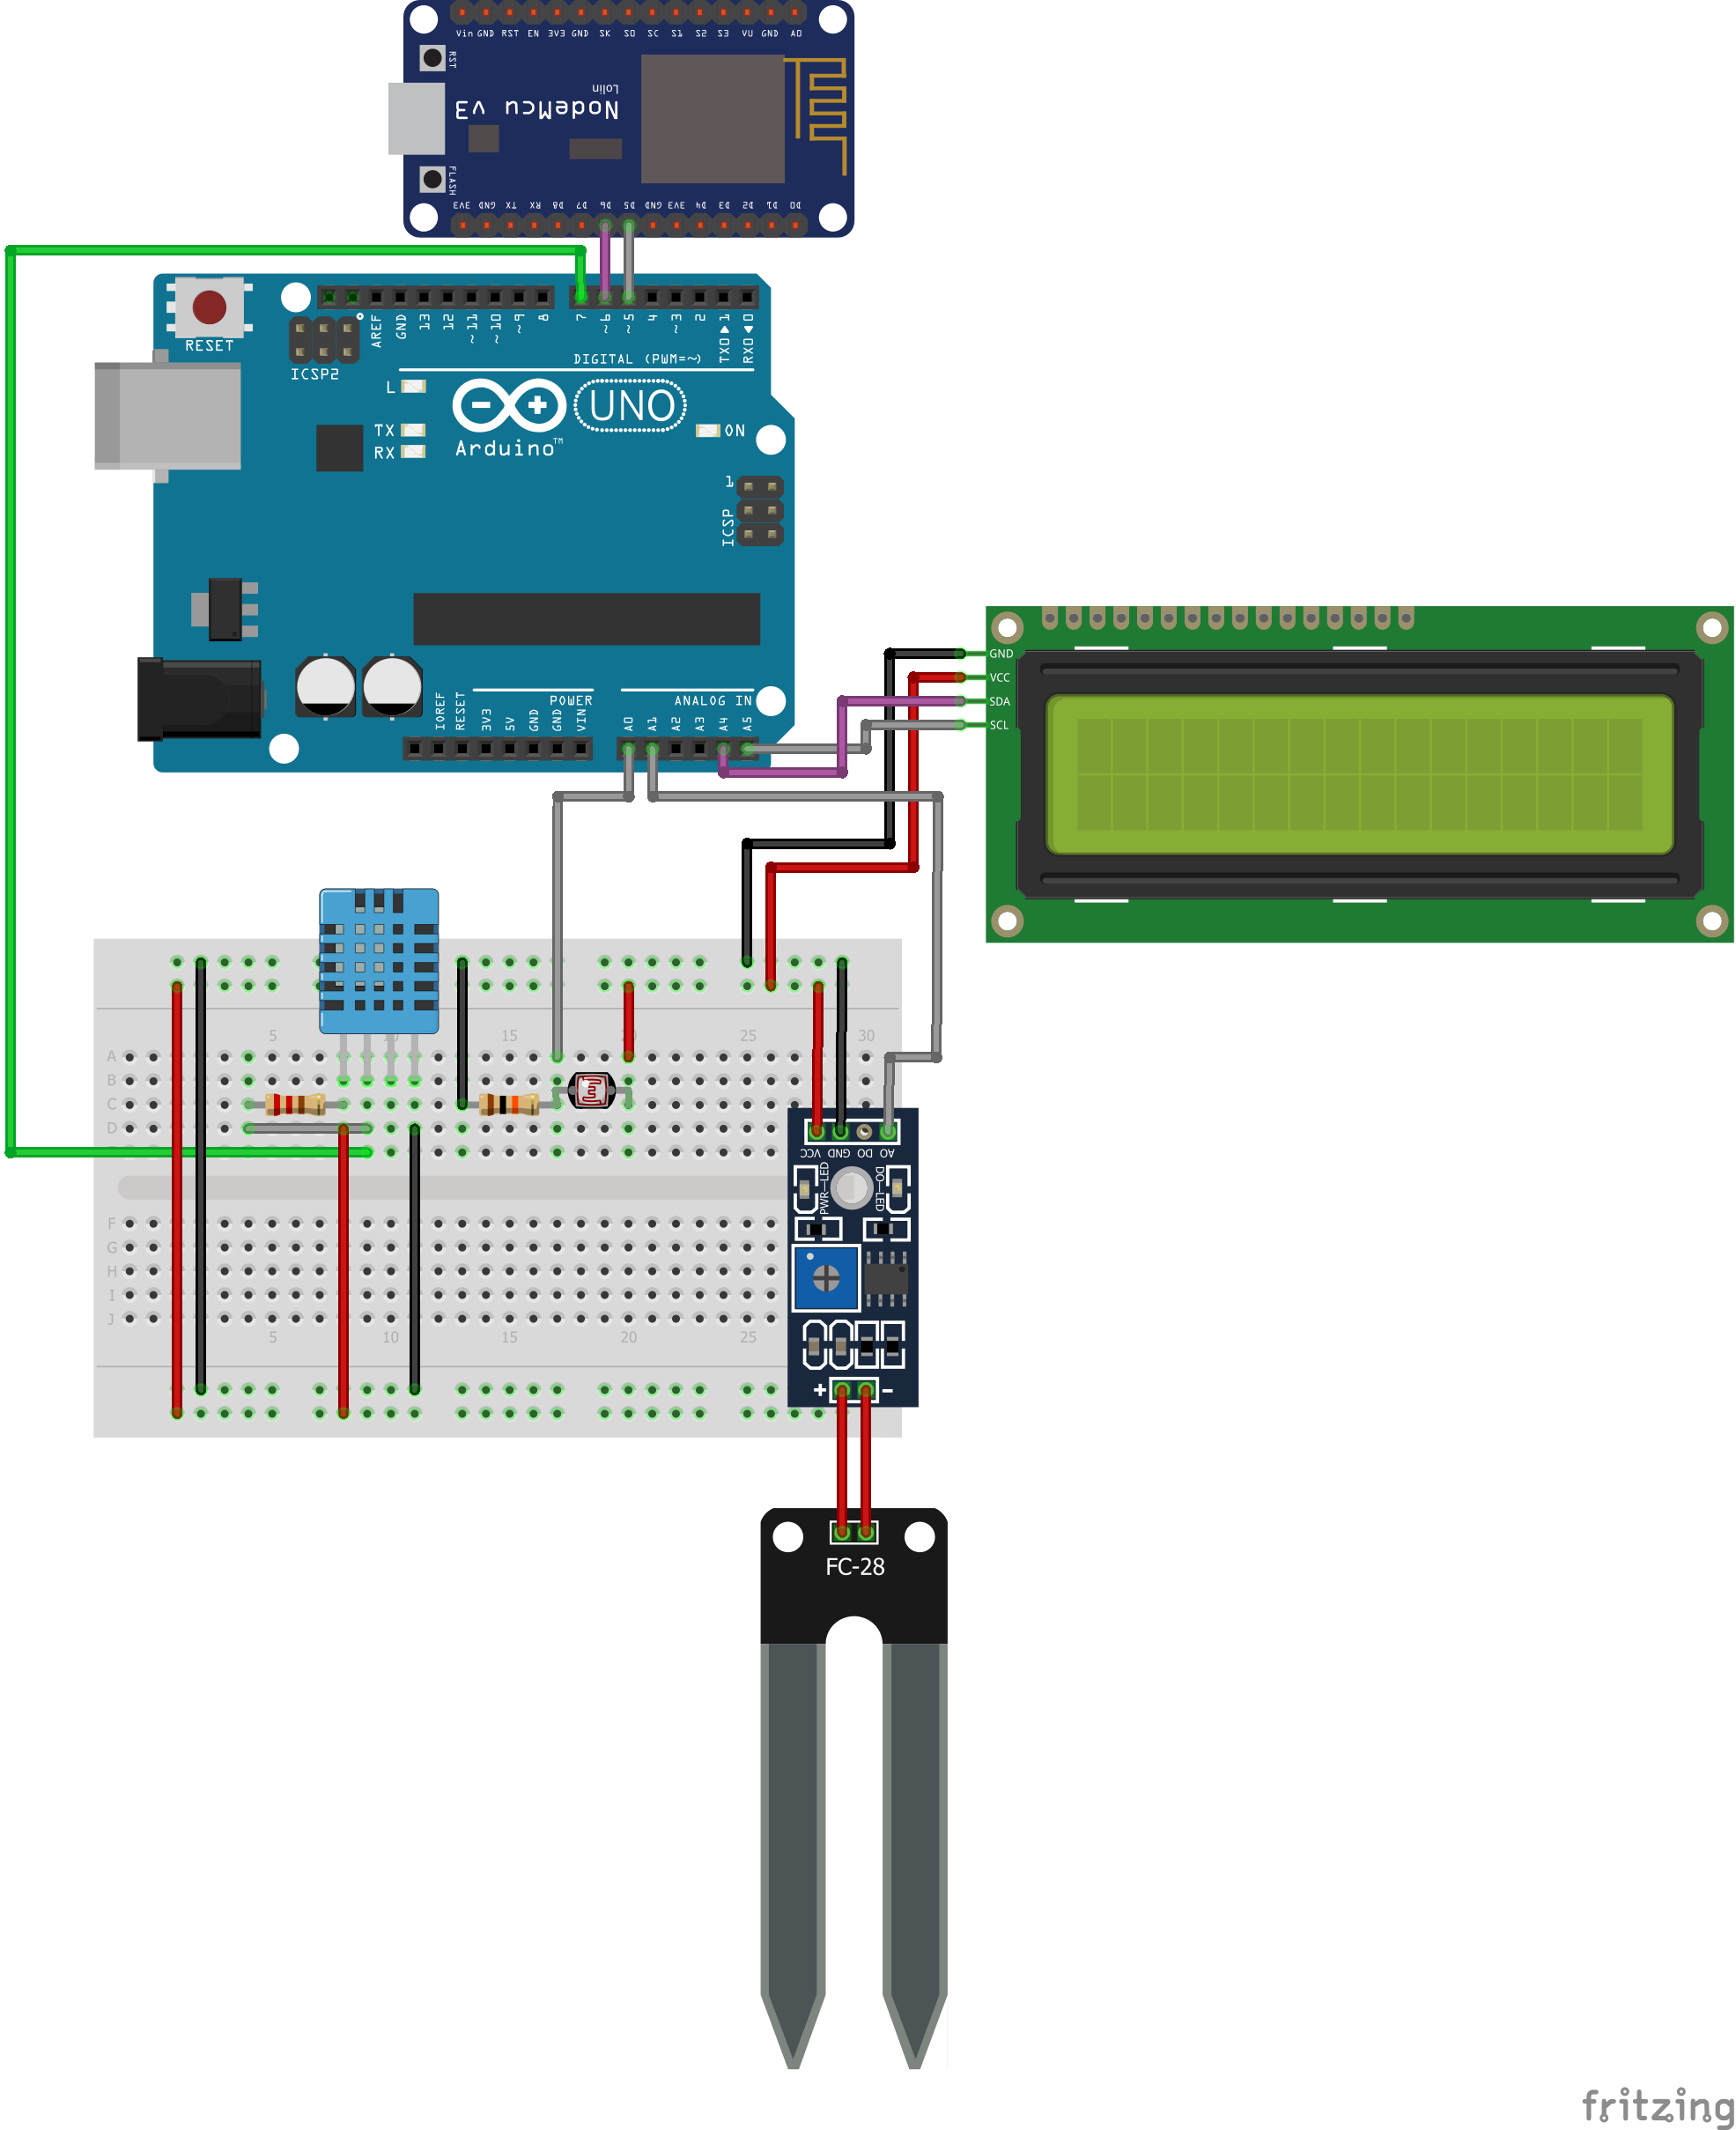 Vin GND RST EN 3V3 GND SK SO SC S1 S2 S3 VU GND A0
RST
Lolin
NodeMcu v3
FLASH
3V3 GND TX RX D8 D7 D6 D5 GND 3V3 D4 D3 D2 D1 D0
RESET
ICSP2
AREF GND 13 12 ~11 ~10 ~9 8 7 ~6 ~5 4 ~3 2 TX0 1 RX0 0
DIGITAL (PWM=~)
L
UNO
TX
RX
Arduino™
ON
1
ICSP
POWER
ANALOG IN
IOREF RESET 3V3 5V GND GND VIN A0 A1 A2 A3 A4 A5
GND
VCC
SDA
SCL
5 15 25 30
A
B
C
D
VCC GND DO AO
PWR-LED
DO-LED
F
G
H
I
J
5 10 15 20 25
+ -
FC-28
fritzing